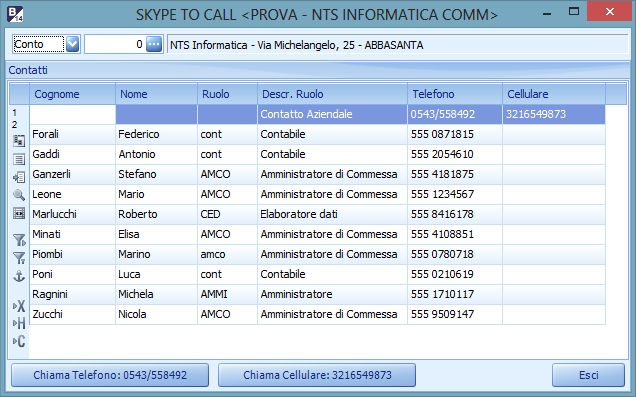 B 14 SKYPE TO CALL <PROVA - NTS INFORMATICA COMM>
Conto 0 NTS Informatica - Via Michelangelo, 25 - ABBASANTA
Contatti
Cognome Nome Ruolo Descr. Ruolo Telefono Cellulare
1 Contatto Aziendale 0543/558492 3216549873
2
Forali Federico cont Contabile 555 0871815
Gaddi Antonio cont Contabile 555 2054610
Ganzerli Stefano AMCO Amministratore di Commessa 555 4181875
Leone Mario AMCO Amministratore di Commessa 555 1234567
Marlucchi Roberto CED Elaboratore dati 555 8416178
Minati Elisa AMCO Amministratore di Commessa 555 4108851
Piombi Marino amco Amministratore di Commessa 555 0780718
Poni Luca cont Contabile 555 0210619
Ragnini Michela AMMI Amministratore 555 1710117
Zucchi Nicola AMCO Amministratore di Commessa 555 9509147
X
H
C
Chiama Telefono: 0543/558492 Chiama Cellulare: 3216549873 Esci